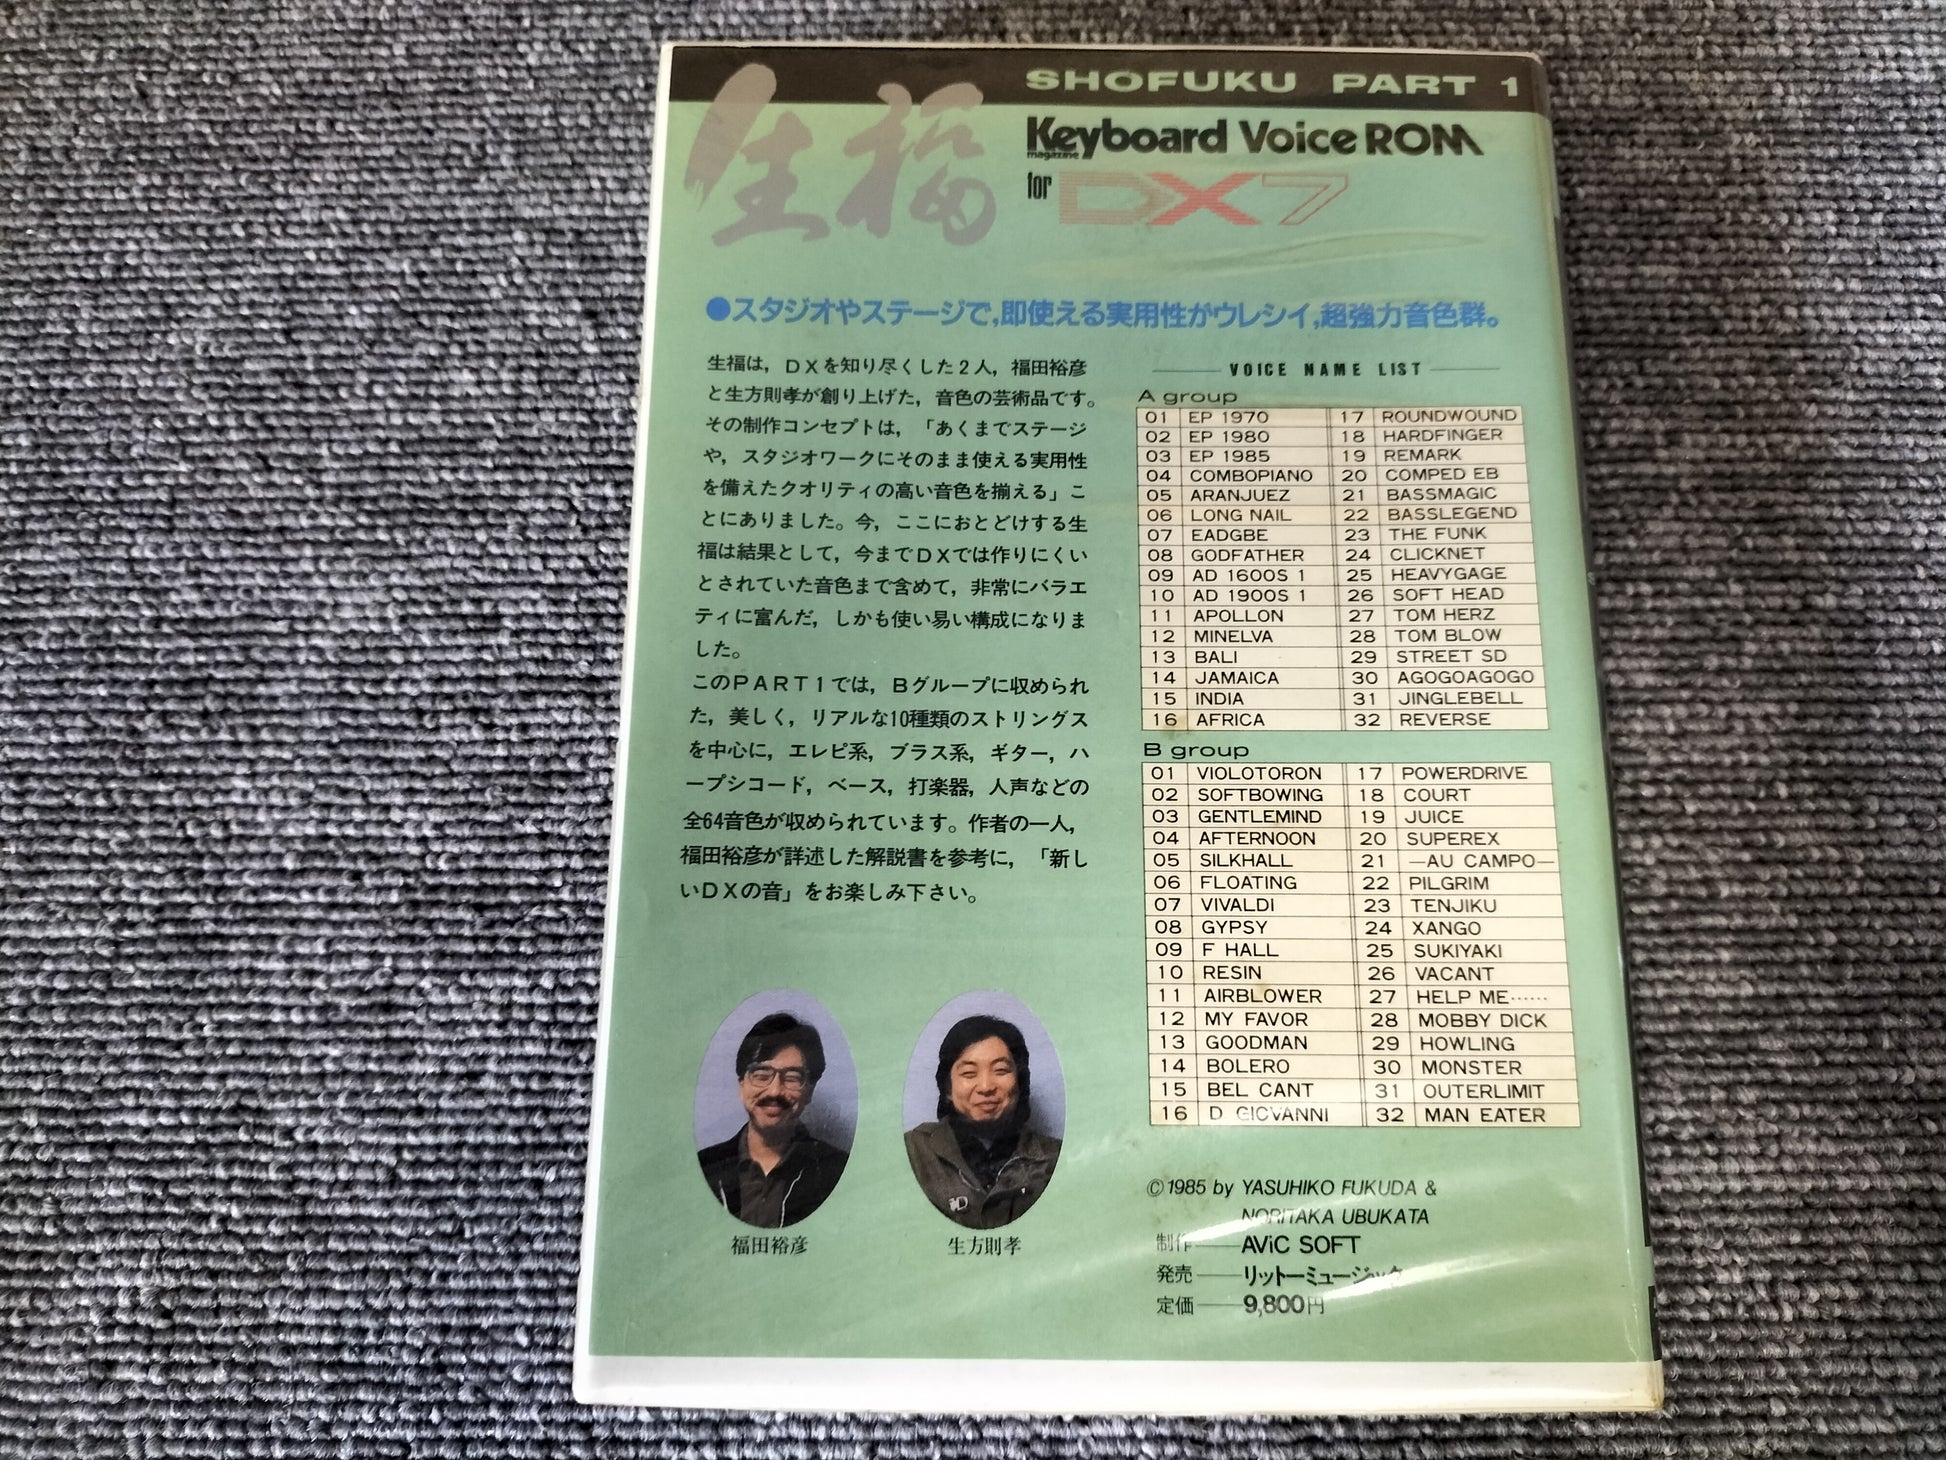 SHOFUKU PART 1
生福
Keyboard Voice ROM
magazine
for DX7
●スタジオやステージで,即使える実用性がウレシイ,超強力音色群。
生福は，DXを知り尽くした2人，福田裕彦
と生方則孝が創り上げた，音色の芸術品です。
その制作コンセプトは，「あくまでステージ
や，スタジオワークにそのまま使える実用性
を備えたクオリティの高い音色を揃える」こ
とにありました。今，ここにおとどけする生
福は結果として，今までDXでは作りにくい
とされていた音色まで含めて，非常にバラエ
ティに富んだ，しかも使い易い構成になりま
した。
このPART1では，Bグループに収められ
た，美しく，リアルな10種類のストリングス
を中心に，エレピ系，ブラス系，ギター，ハ
ープシコード，ベース，打楽器，人声などの
全64音色が収められています。作者の一人，
福田裕彦が詳述した解説書を参考に，「新し
いDXの音」をお楽しみ下さい。
福田裕彦
生方則孝
VOICE NAME LIST
A group
01 EP 1970 17 ROUNDWOUND
02 EP 1980 18 HARDFINGER
03 EP 1985 19 REMARK
04 COMBOPIANO 20 COMPED EB
05 ARANJUEZ 21 BASSMAGIC
06 LONG NAIL 22 BASSLEGEND
07 EADGBE 23 THE FUNK
08 GODFATHER 24 CLICKNET
09 AD 1600S 1 25 HEAVYGAGE
10 AD 1900S 1 26 SOFT HEAD
11 APOLLON 27 TOM HERZ
12 MINELVA 28 TOM BLOW
13 BALI 29 STREET SD
14 JAMAICA 30 AGOGOAGOGO
15 INDIA 31 JINGLEBELL
16 AFRICA 32 REVERSE
B group
01 VIOLOTORON 17 POWERDRIVE
02 SOFTBOWING 18 COURT
03 GENTLEMIND 19 JUICE
04 AFTERNOON 20 SUPEREX
05 SILKHALL 21 —AU CAMPO—
06 FLOATING 22 PILGRIM
07 VIVALDI 23 TENJIKU
08 GYPSY 24 XANGO
09 F HALL 25 SUKIYAKI
10 RESIN 26 VACANT
11 AIRBLOWER 27 HELP ME……
12 MY FAVOR 28 MOBBY DICK
13 GOODMAN 29 HOWLING
14 BOLERO 30 MONSTER
15 BEL CANT 31 OUTERLIMIT
16 D GIOVANNI 32 MAN EATER
©1985 by YASUHIKO FUKUDA &
NORITAKA UBUKATA
制作——AViC SOFT
発売——リットーミュージック
定価——9,800円